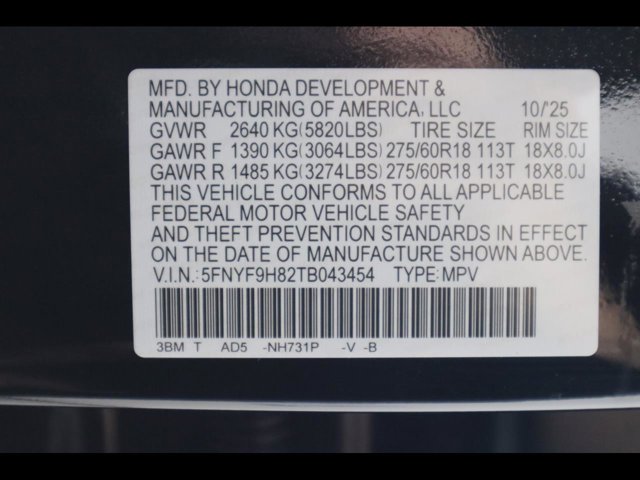 MFD. BY HONDA DEVELOPMENT &
MANUFACTURING OF AMERICA, LLC 10/'25
GVWR 2640 KG(5820LBS) TIRE SIZE RIM SIZE
GAWR F 1390 KG(3064LBS) 275/60R18 113T 18X8.0J
GAWR R 1485 KG(3274LBS) 275/60R18 113T 18X8.0J
THIS VEHICLE CONFORMS TO ALL APPLICABLE
FEDERAL MOTOR VEHICLE SAFETY
AND THEFT PREVENTION STANDARDS IN EFFECT
ON THE DATE OF MANUFACTURE SHOWN ABOVE.
V.I.N.: 5FNYF9H82TB043454 TYPE: MPV
3BM T AD5 -NH731P -V -B